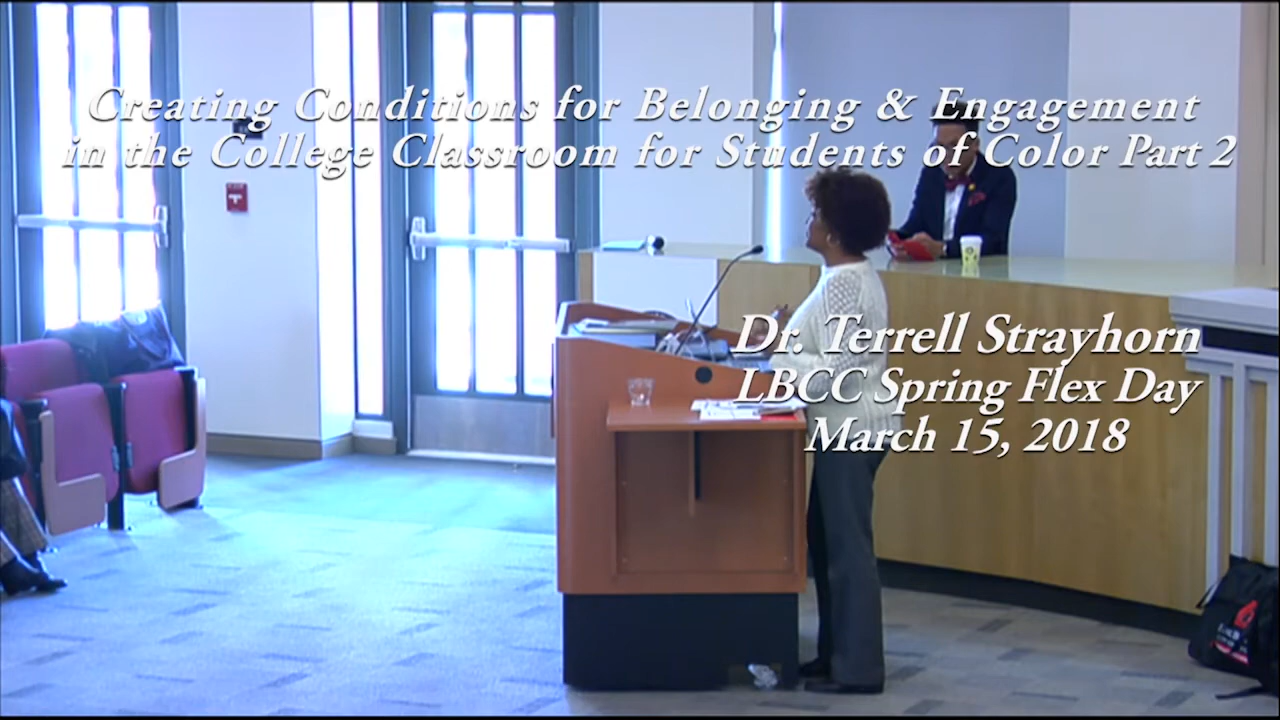 Creating Conditions for Belonging & Engagement
in the College Classroom for Students of Color Part 2
Dr. Terrell Strayhorn
LBCC Spring Flex Day
March 15, 2018